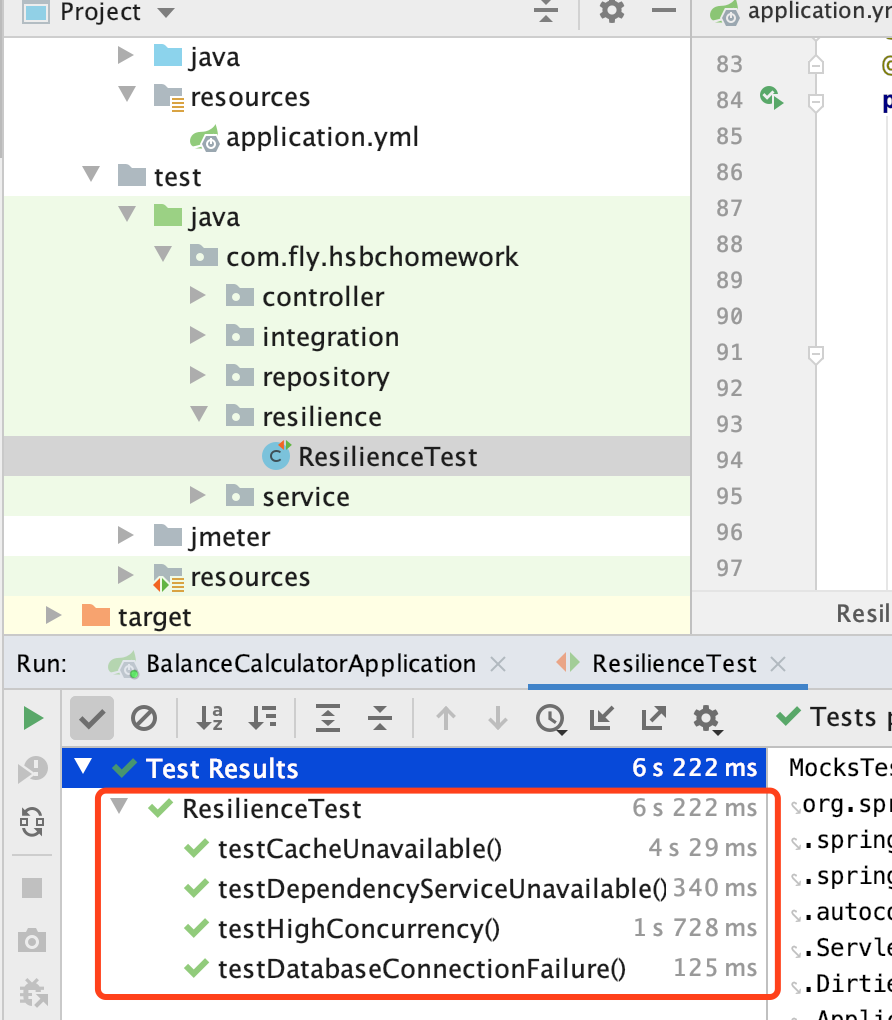 Project
java
resources
application.yml
test
java
com.fly.hsbchomework
controller
integration
repository
resilience
ResilienceTest
service
jmeter
resources
target
application.y
83
84
85
86
87
88
89
90
91
92
93
94
95
96
97
p
Resil
Run: BalanceCalculatorApplication ResilienceTest
Tests p
Test Results 6 s 222 ms
ResilienceTest 6 s 222 ms
testCacheUnavailable() 4 s 29 ms
testDependencyServiceUnavailable() 340 ms
testHighConcurrency() 1 s 728 ms
testDatabaseConnectionFailure() 125 ms
MocksTes
org.spr
.spring
.spring
.autoco
.Servle
.Dirtie
.Applic